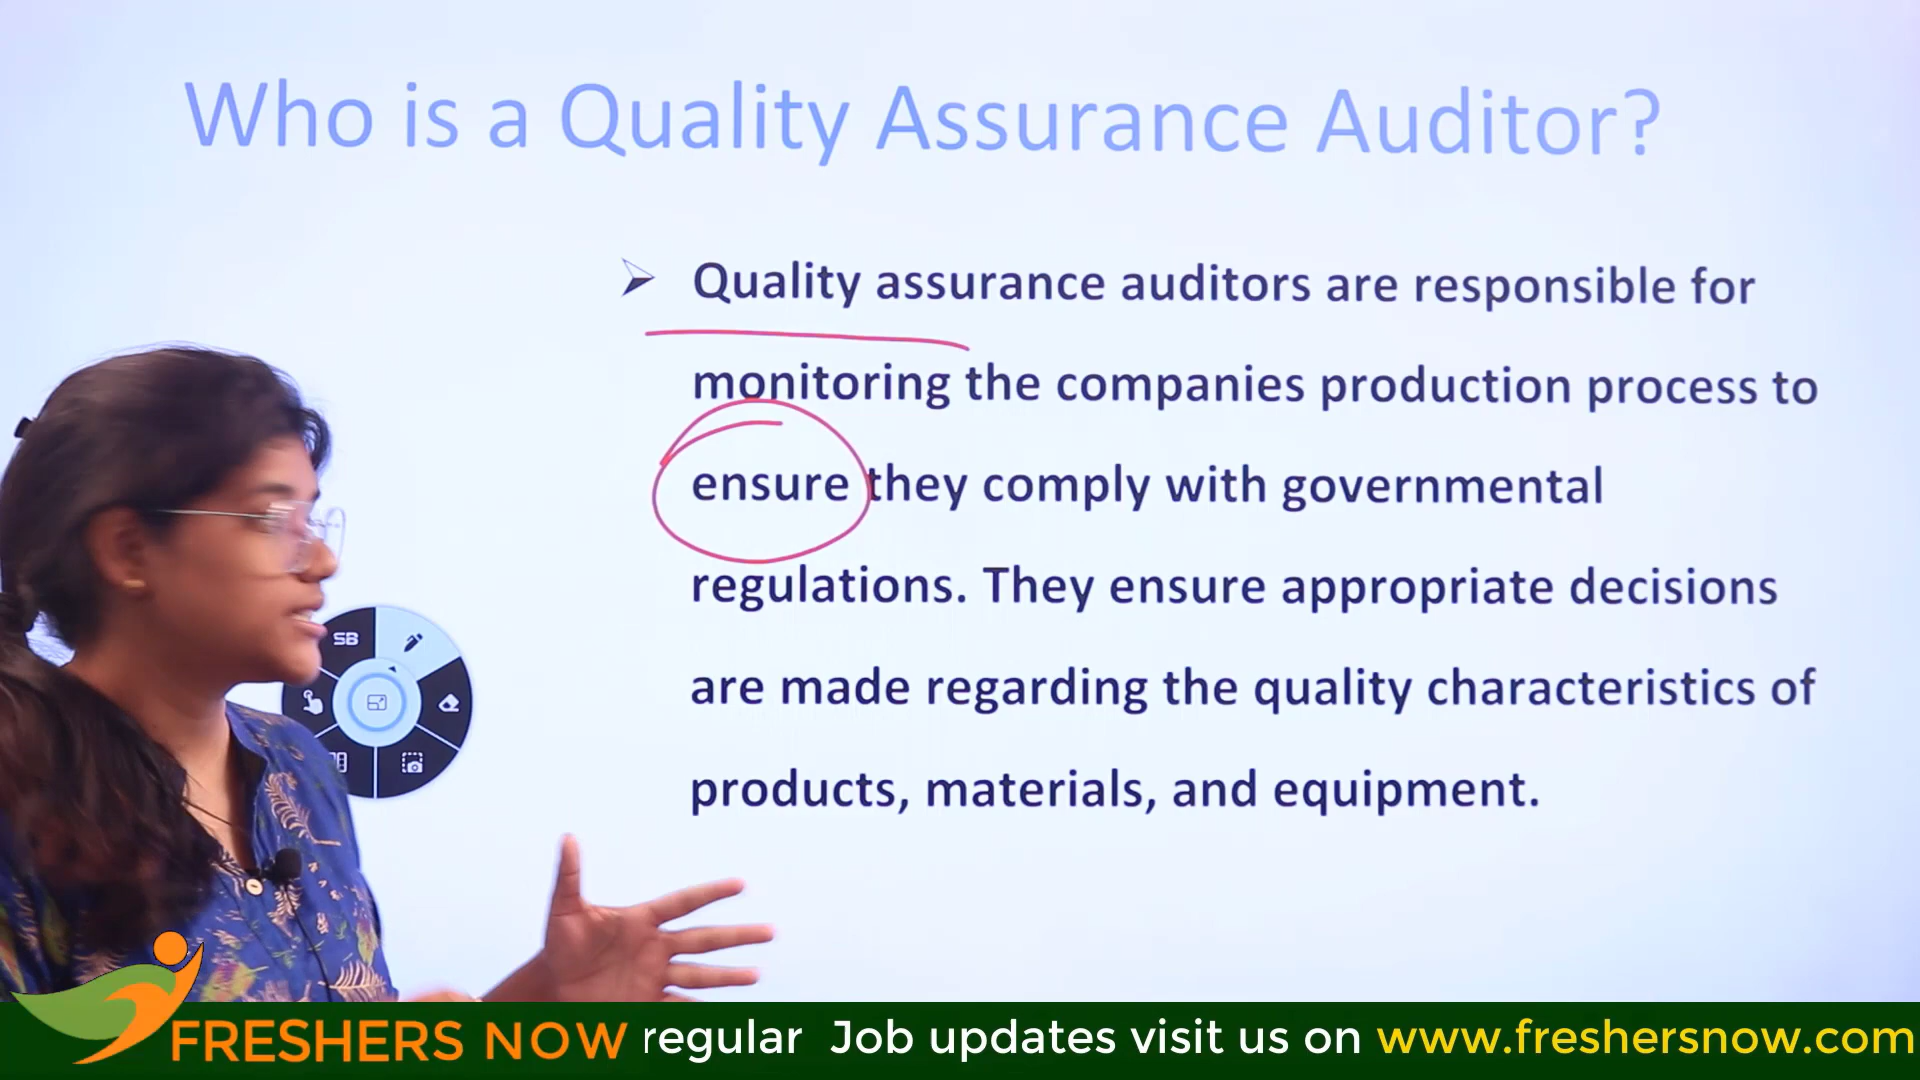 Who is a Quality Assurance Auditor?
➢ Quality assurance auditors are responsible for
monitoring the companies production process to
ensure they comply with governmental
regulations. They ensure appropriate decisions
are made regarding the quality characteristics of
products, materials, and equipment.
SB
FRESHERS NOW regular Job updates visit us on www.freshersnow.com